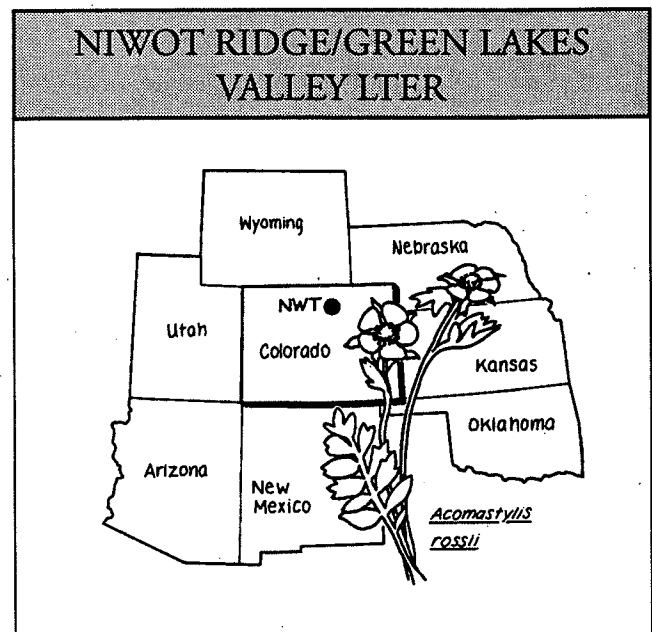 NIWOT RIDGE/GREEN LAKES
VALLEY LTER
Wyoming
Nebraska
NWT
Utah
Colorado
Kansas
Oklahoma
Arizona
New
Mexico
Acomastylis
rossii